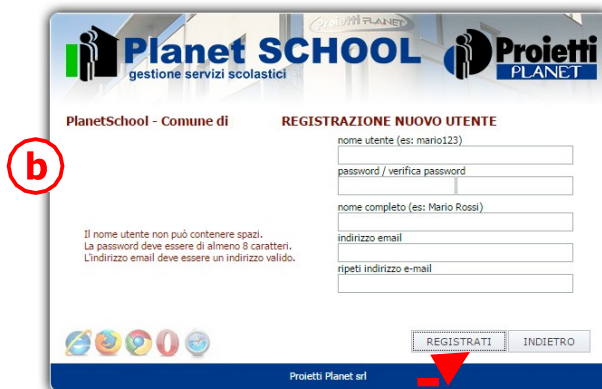 Proietti PLANET
Planet SCHOOL
gestione servizi scolastici
Proietti
PLANET
PlanetSchool - Comune di
REGISTRAZIONE NUOVO UTENTE
b
nome utente (es: mario123)
password / verifica password
nome completo (es: Mario Rossi)
indirizzo email
ripeti indirizzo e-mail
Il nome utente non può contenere spazi.
La password deve essere di almeno 8 caratteri.
L'indirizzo email deve essere un indirizzo valido.
REGISTRATI
INDIETRO
Proietti Planet srl